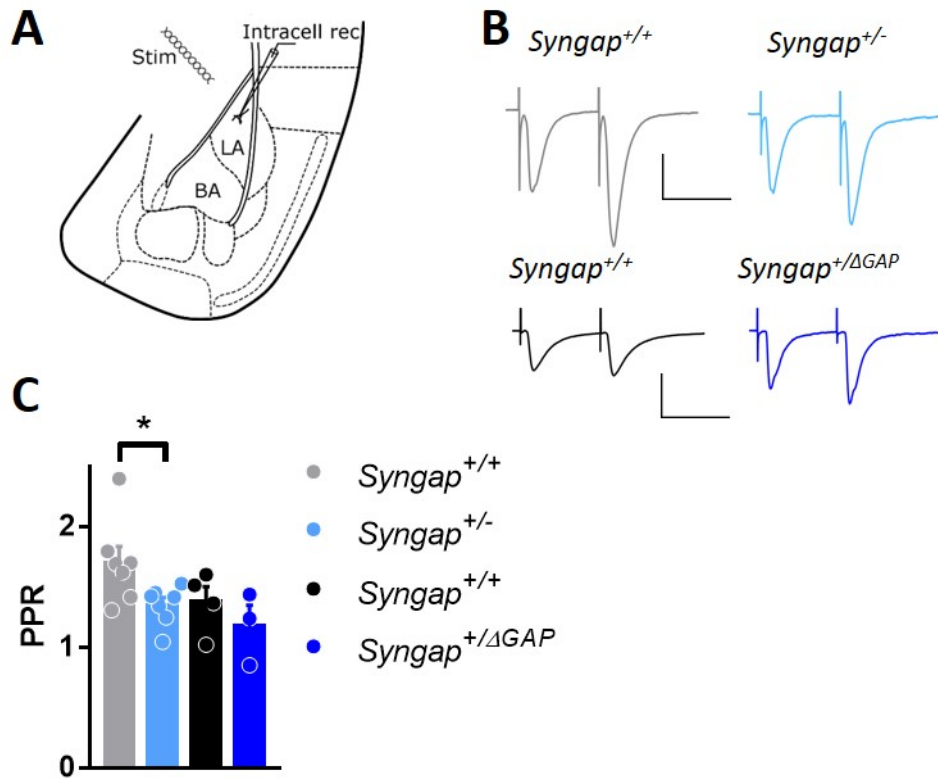 A
Intracell rec
Stim
LA
BA
B
Syngap+/+
Syngap+/-
Syngap+/+
Syngap+/ΔGAP
C
*
PPR
2
1
0
Syngap+/+
Syngap+/-
Syngap+/+
Syngap+/ΔGAP